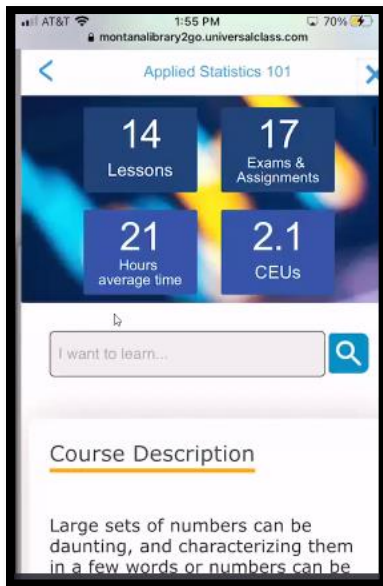 AT&T 1:55 PM 70%
montanalibrary2go.universalclass.com
Applied Statistics 101
14
Lessons
17
Exams &
Assignments
21
Hours
average time
2.1
CEUs
I want to learn...
Course Description
Large sets of numbers can be
daunting, and characterizing them
in a few words or numbers can be